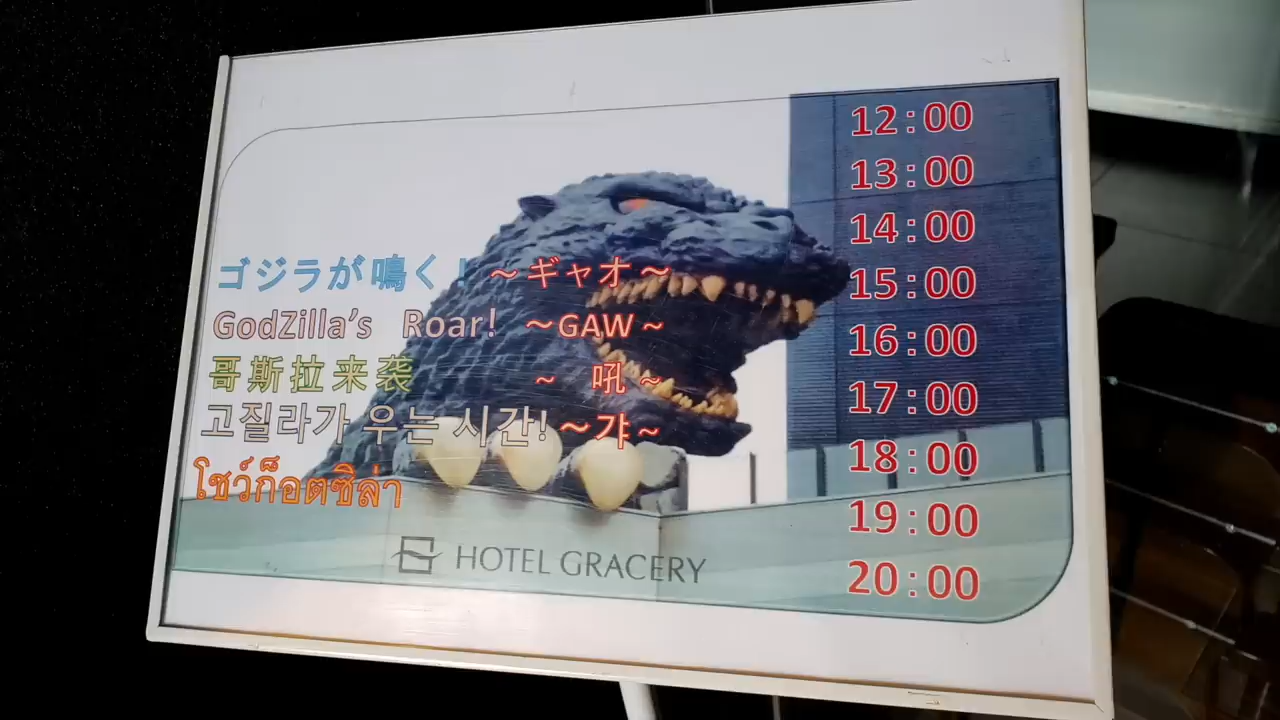 ゴジラが鳴く! ～ギャオ～
GodZilla's Roar! ～GAW～
哥斯拉来袭 ～ 吼 ～
고질라가 우는 시간! ～갸～
โชว์ก็อตซิล่า
HOTEL GRACERY
12:00
13:00
14:00
15:00
16:00
17:00
18:00
19:00
20:00